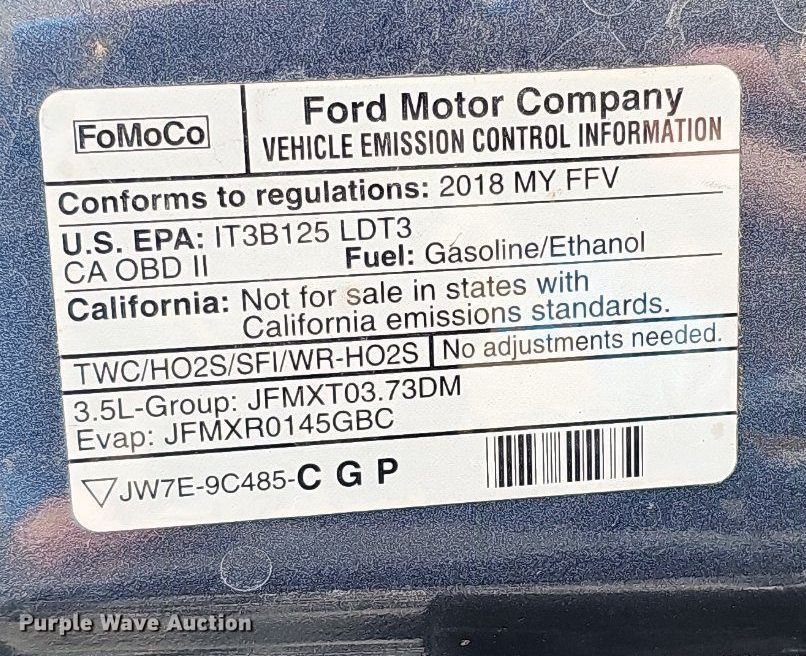 FoMoCo
Ford Motor Company
VEHICLE EMISSION CONTROL INFORMATION
Conforms to regulations: 2018 MY FFV
U.S. EPA: IT3B125 LDT3
CA OBD II Fuel: Gasoline/Ethanol
California: Not for sale in states with
California emissions standards.
TWC/HO2S/SFI/WR-HO2S No adjustments needed.
3.5L-Group: JFMXT03.73DM
Evap: JFMXR0145GBC
JW7E-9C485-C G P
Purple Wave Auction